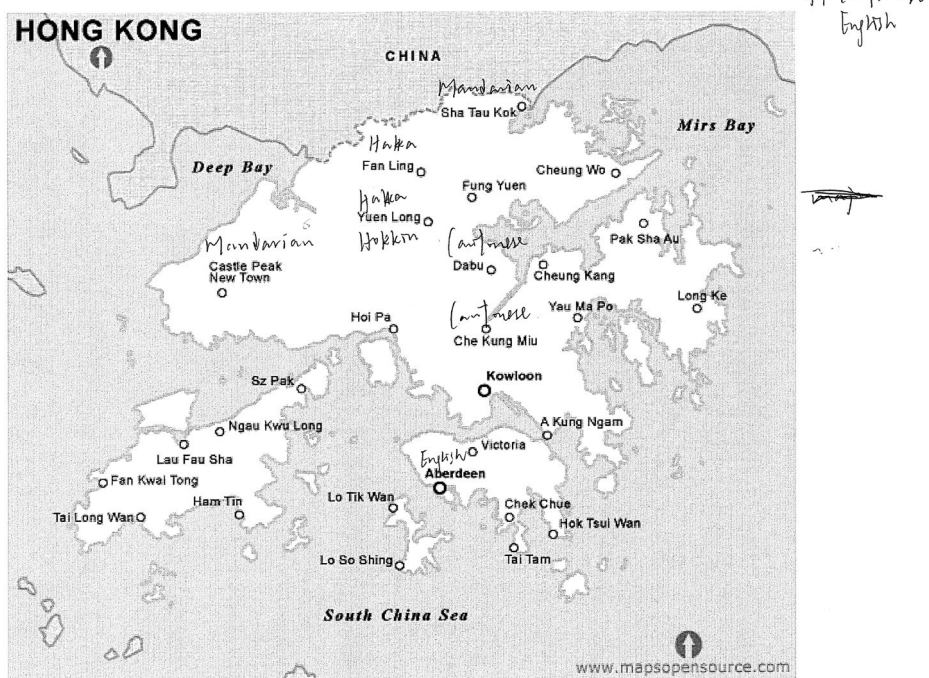 English
HONG KONG
CHINA
Mandarian
Sha Tau Kok
Mirs Bay
Hakka
Fan Ling
Deep Bay
Cheung Wo
Fung Yuen
Hakka
Yuen Long
Hokkin
Pak Sha Au
Mandarian
Castle Peak
New Town
Cantonese
Dabu
Cheung Kang
Long Ke
Yau Ma Po
Hoi Pa
Cantonese
Che Kung Miu
Sz Pak
Kowloon
Ngau Kwu Long
A Kung Ngam
Lau Fau Sha
Victoria
English
Aberdeen
Fan Kwai Tong
Lo Tik Wan
Ham Tin
Chek Chue
Tai Long Wan
Hok Tsui Wan
Lo So Shing
Tai Tam
South China Sea
www.mapsopensource.com